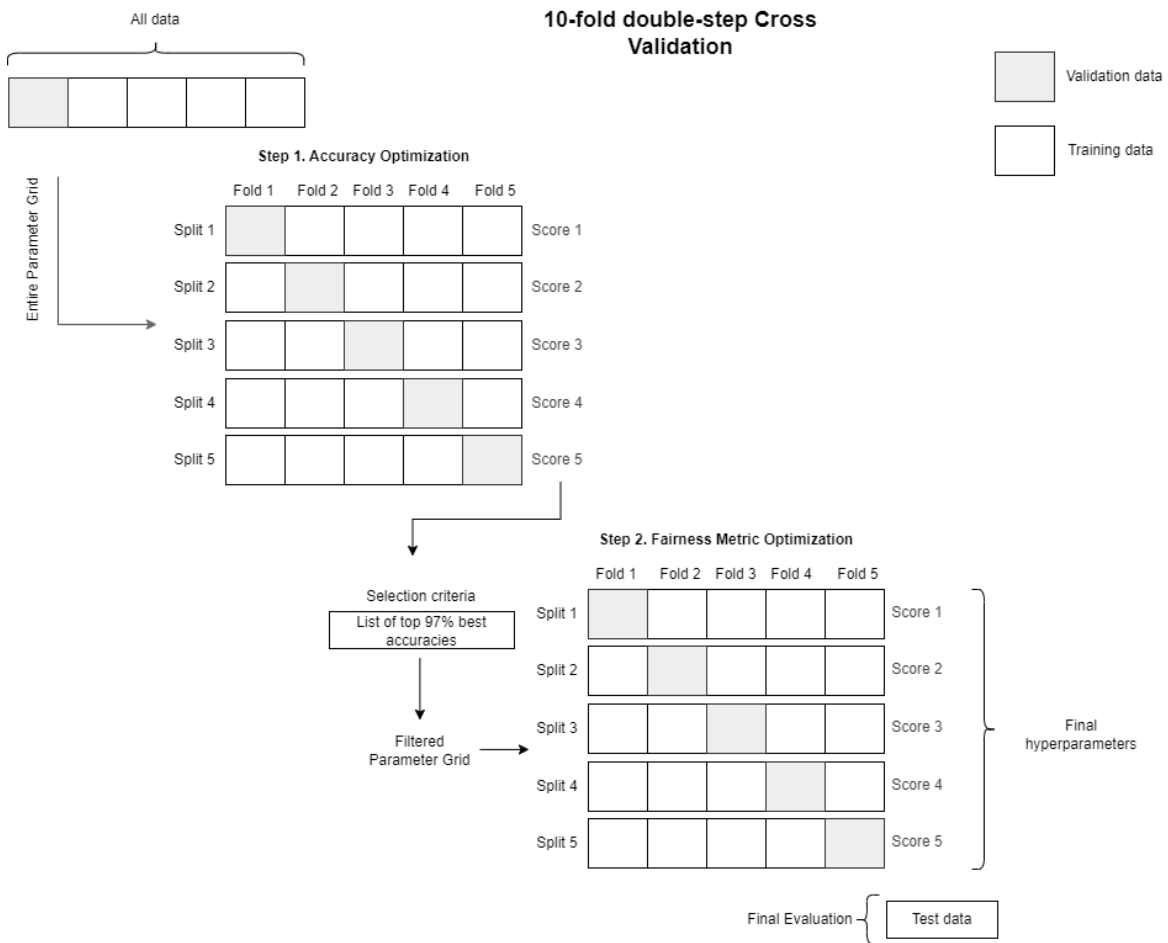 10-fold double-step Cross
Validation
All data
Validation data
Training data
Entire Parameter Grid
Step 1. Accuracy Optimization
Fold 1 Fold 2 Fold 3 Fold 4 Fold 5
Split 1 Score 1
Split 2 Score 2
Split 3 Score 3
Split 4 Score 4
Split 5 Score 5
Selection criteria
List of top 97% best
accuracies
Filtered
Parameter Grid
Step 2. Fairness Metric Optimization
Fold 1 Fold 2 Fold 3 Fold 4 Fold 5
Split 1 Score 1
Split 2 Score 2
Split 3 Score 3
Split 4 Score 4
Split 5 Score 5
Final
hyperparameters
Final Evaluation Test data